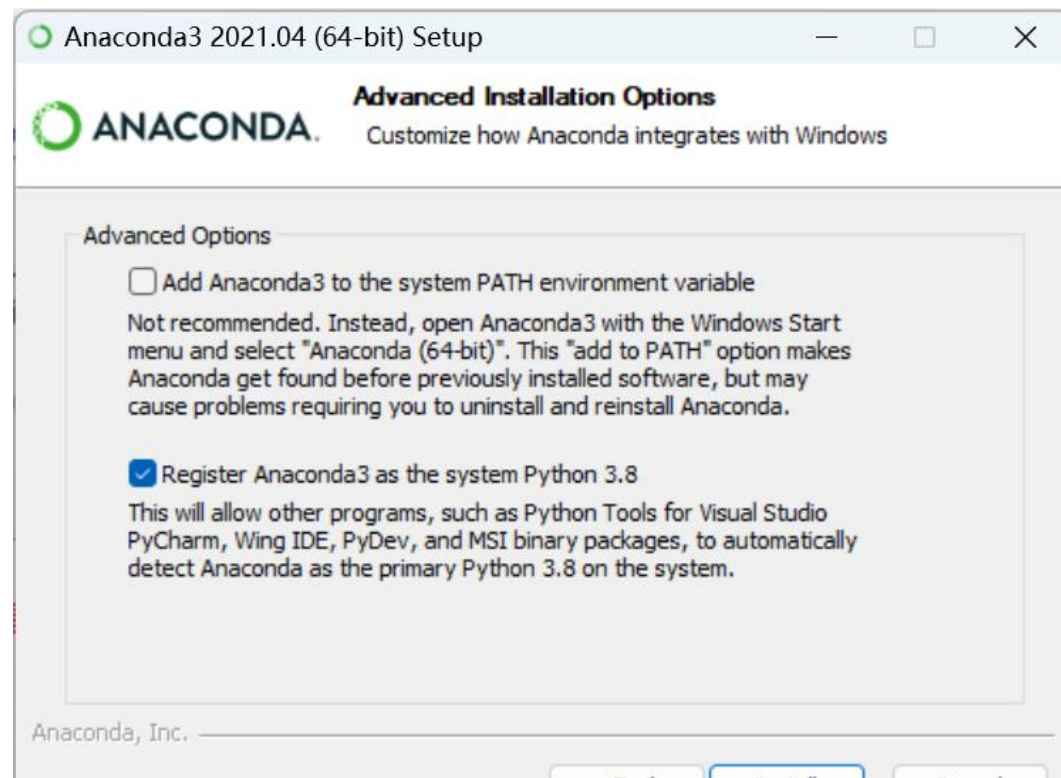 Anaconda3 2021.04 (64-bit) Setup
ANACONDA.
Advanced Installation Options
Customize how Anaconda integrates with Windows
Advanced Options
Add Anaconda3 to the system PATH environment variable
Not recommended. Instead, open Anaconda3 with the Windows Start
menu and select "Anaconda (64-bit)". This "add to PATH" option makes
Anaconda get found before previously installed software, but may
cause problems requiring you to uninstall and reinstall Anaconda.
Register Anaconda3 as the system Python 3.8
This will allow other programs, such as Python Tools for Visual Studio
PyCharm, Wing IDE, PyDev, and MSI binary packages, to automatically
detect Anaconda as the primary Python 3.8 on the system.
Anaconda, Inc.